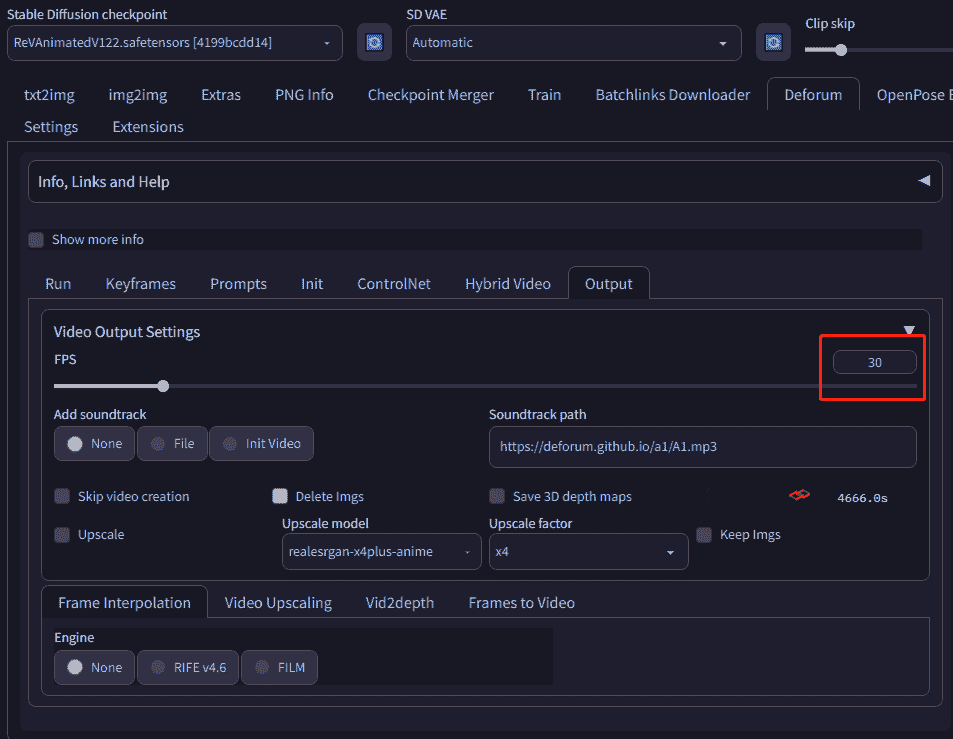 Stable Diffusion checkpoint
SD VAE
Clip skip
ReVAnimatedV122.safetensors [4199bcdd14]
Automatic
txt2img img2img Extras PNG Info Checkpoint Merger Train Batchlinks Downloader Deforum OpenPose E
Settings Extensions
Info, Links and Help
Show more info
Run Keyframes Prompts Init ControlNet Hybrid Video Output
Video Output Settings
FPS
30
Add soundtrack
Soundtrack path
None File Init Video
https://deforum.github.io/a1/A1.mp3
Skip video creation Delete Imgs Save 3D depth maps 4666.0s
Upscale model Upscale factor
Upscale realesrgan-x4plus-anime x4 Keep Imgs
Frame Interpolation Video Upscaling Vid2depth Frames to Video
Engine
None RIFE v4.6 FILM